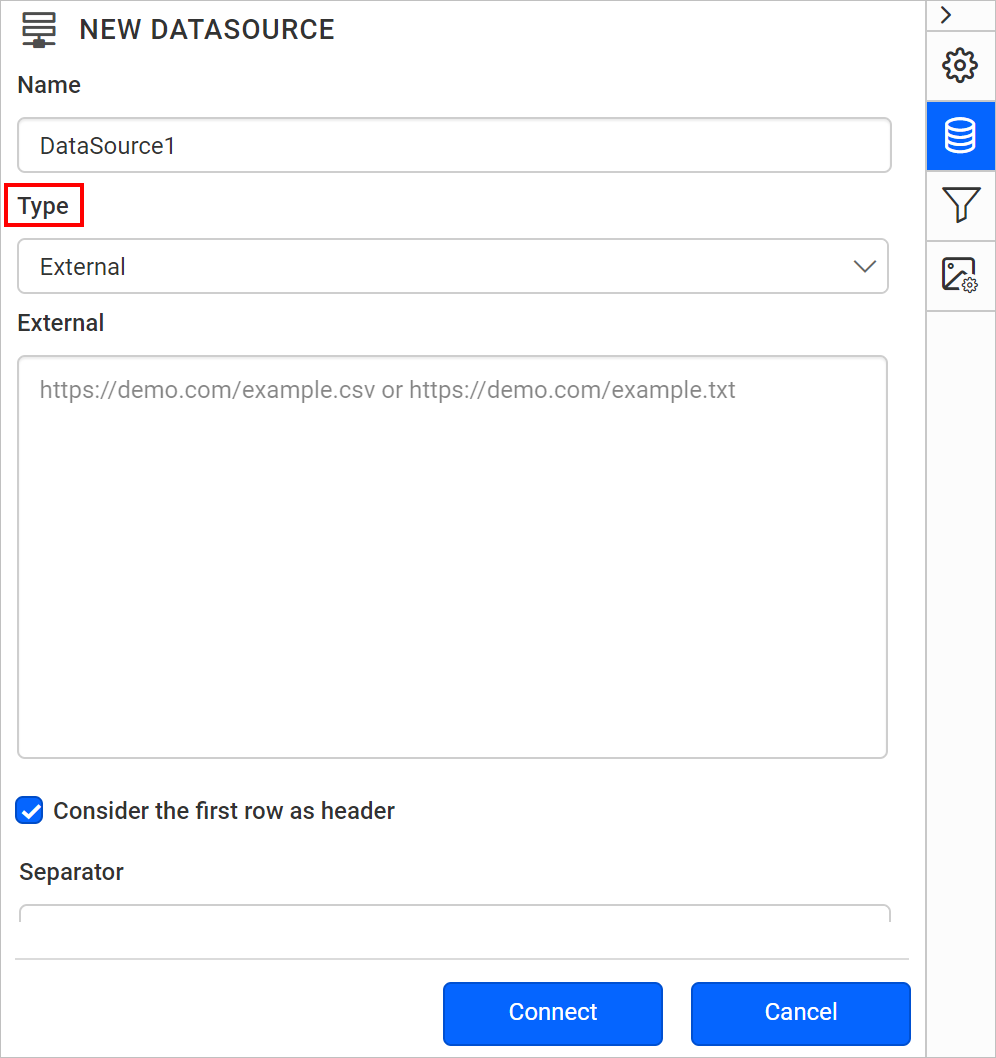 NEW DATASOURCE
Name
DataSource1
Type
External
External
https://demo.com/example.csv or https://demo.com/example.txt
Consider the first row as header
Separator
Connect Cancel